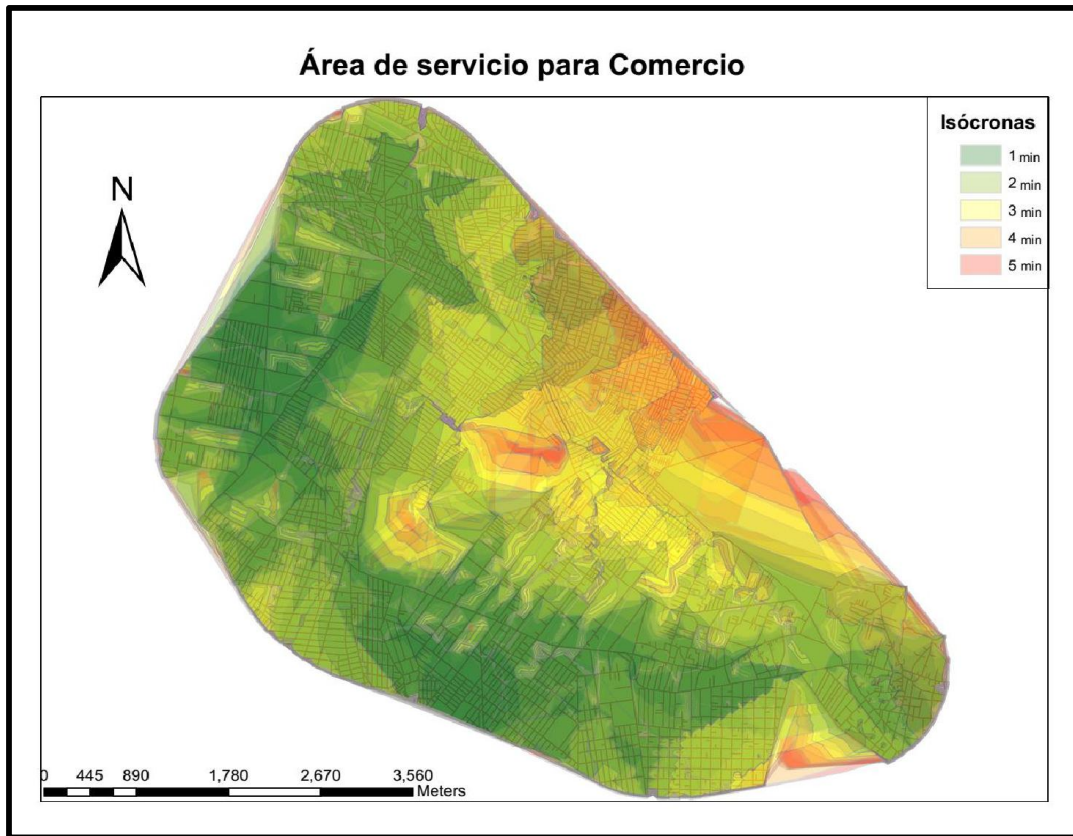 Área de servicio para Comercio
Isócronas
1 min
2 min
3 min
4 min
5 min
N
0 445 890 1,780 2,670 3,560
Meters